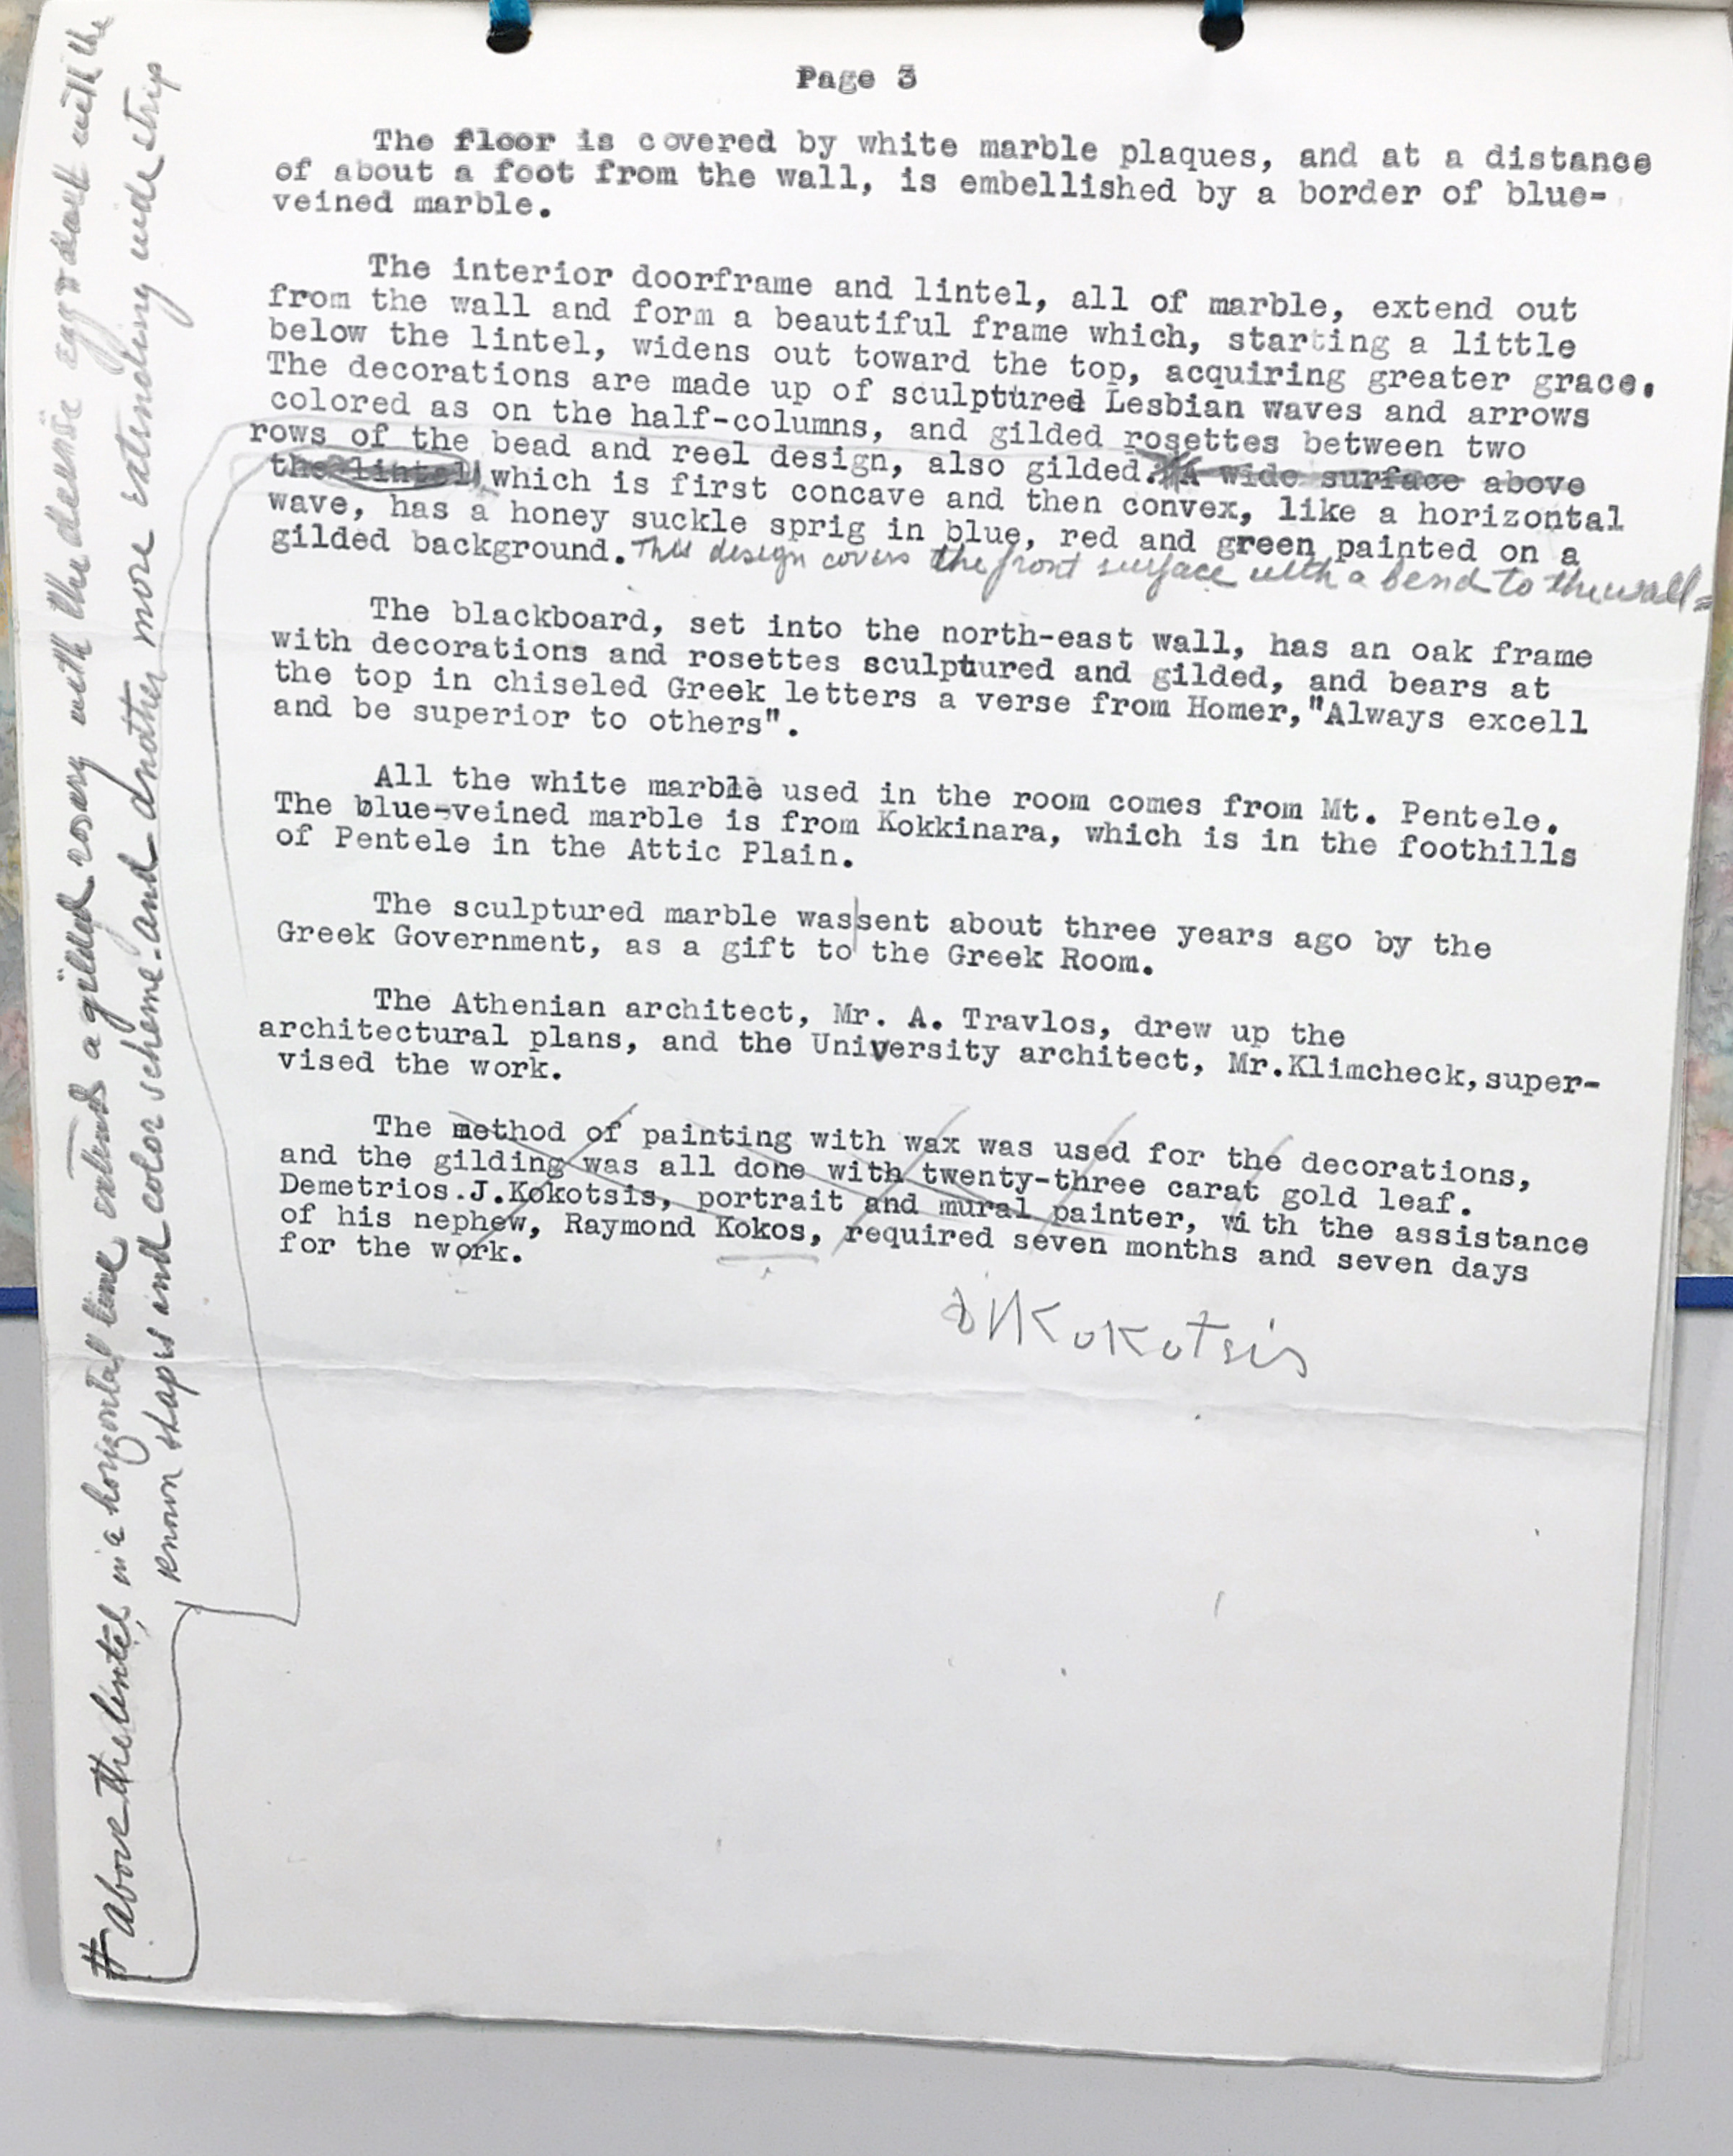 Page 3
The floor is covered by white marble plaques, and at a distance
of about a foot from the wall, is embellished by a border of blue-
veined marble.
The interior doorframe and lintel, all of marble, extend out
from the wall and form a beautiful frame which, starting a little
below the lintel, widens out toward the top, acquiring greater grace.
The decorations are made up of sculptured Lesbian waves and arrows
colored as on the half-columns, and gilded rosettes between two
rows of the bead and reel design, also gilded. # A wide surface above
the lintel which is first concave and then convex, like a horizontal
wave, has a honey suckle sprig in blue, red and green painted on a
gilded background. This design covers the front surface with a bend to the wall=
The blackboard, set into the north-east wall, has an oak frame
with decorations and rosettes sculptured and gilded, and bears at
the top in chiseled Greek letters a verse from Homer,"Always excell
and be superior to others".
All the white marble used in the room comes from Mt. Pentele.
The blue-veined marble is from Kokkinara, which is in the foothills
of Pentele in the Attic Plain.
The sculptured marble was|sent about three years ago by the
Greek Government, as a gift to the Greek Room.
The Athenian architect, Mr. A. Travlos, drew up the
architectural plans, and the University architect, Mr.Klimcheck,super-
vised the work.
The method of painting with wax was used for the decorations,
and the gilding was all done with twenty-three carat gold leaf.
Demetrios.J.Kokotsis, portrait and mural painter, with the assistance
of his nephew, Raymond Kokos, required seven months and seven days
for the work.
Kokotsis
# above the lintel, in a horizontal line extends a gilded rosary with the egg and with the
known shapes and color scheme-and another more extending wide strip